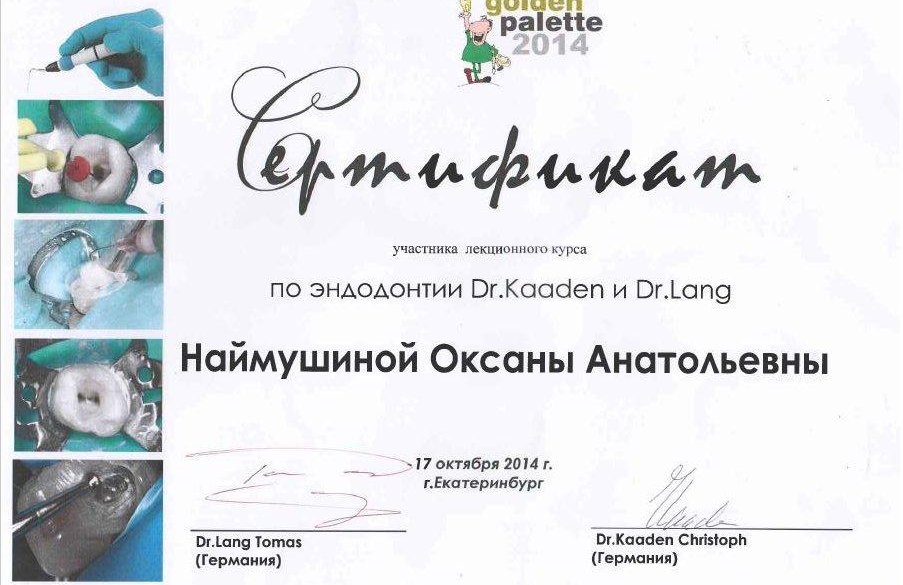 golden
palette
2014
Сертификат
участника лекционного курса
по эндодонтии Dr.Kaaden и Dr.Lang
Наймушиной Оксаны Анатольевны
17 октября 2014 г.
г.Екатеринбург
Dr.Lang Tomas
(Германия)
Dr.Kaaden Christoph
(Германия)